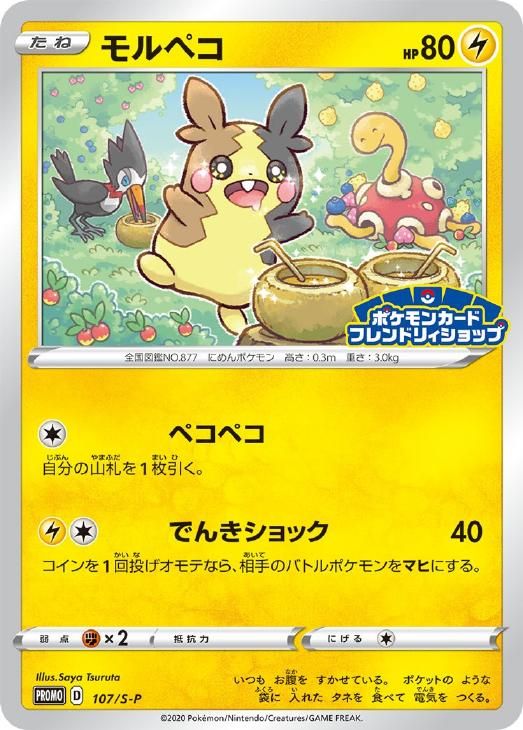 たね モルペコ HP80
ポケモンカード
フレンドリィショップ
全国図鑑NO.877 にめんポケモン 高さ:0.3m 重さ:3.0kg
ペコペコ
自分の山札を1枚引く。
でんきショック 40
コインを1回投げオモテなら、相手のバトルポケモンをマヒにする。
弱点 ×2 抵抗力 にげる
Illus.Saya Tsuruta
いつも お腹を すかせている。 ポケットの ような
PROMO D 107/S-P
袋に 入れた タネを 食べて 電気を つくる。
©2020 Pokémon/Nintendo/Creatures/GAME FREAK.